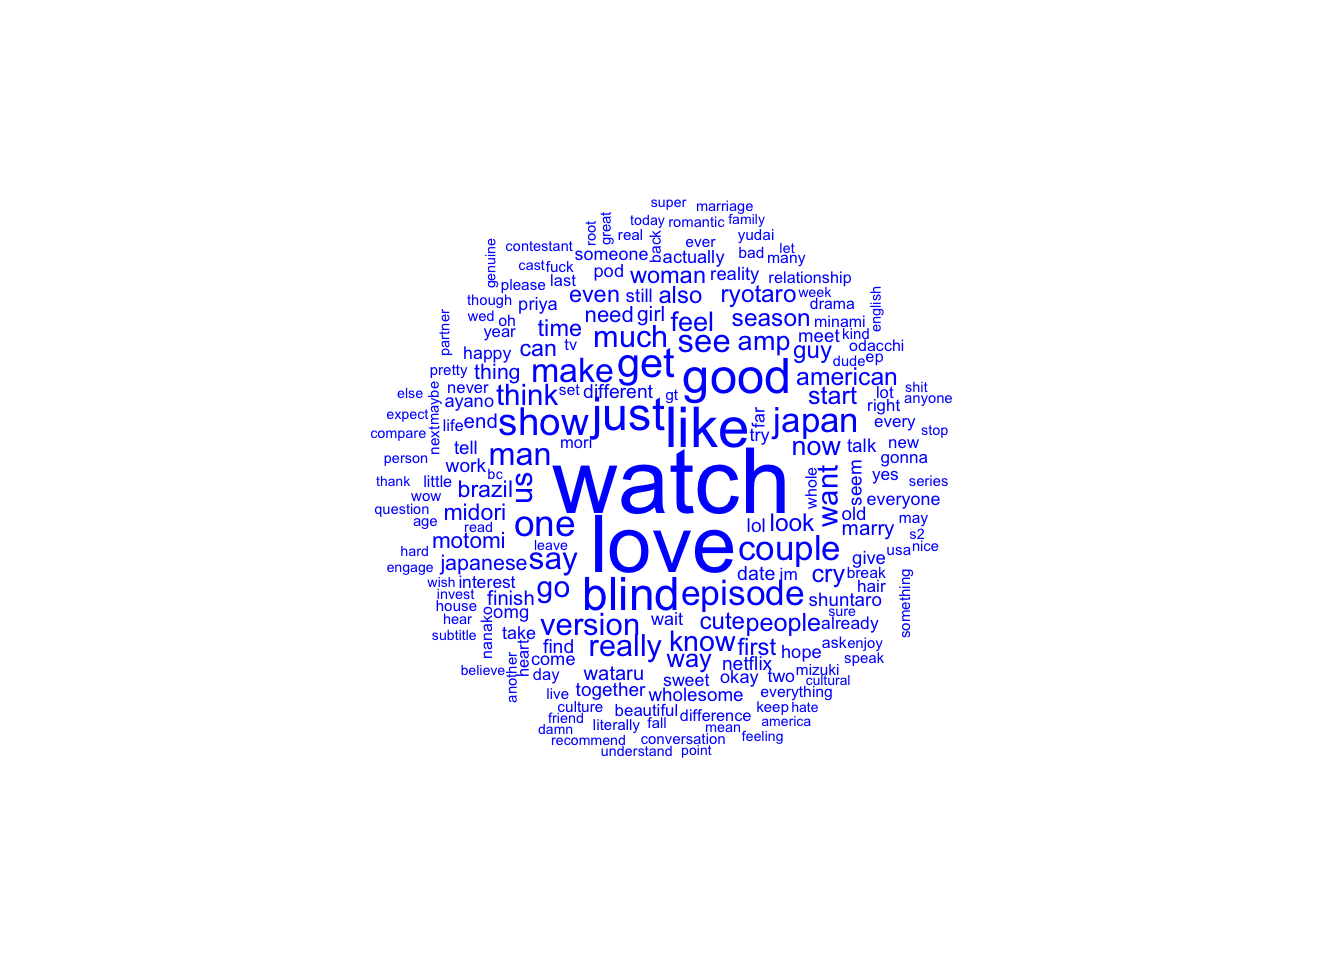 super marriage
today romantic family
root great real back ever yudai
contestant someone actually bad let many
genuine cast fuck pod woman reality relationship
please last even still also ryotaro week
though priya need girl feel season drama minami english
wed oh year time much see amp meet kind
partner happy can tv guy odacchi dude ep
pretty thing make get good american
else never think set different gt start lot shit anyone
maybe ayano right
expect next life end show just like try far japan every stop
compare tell mori now talk new
person work man watch gonna
thank little bc us whole want seem yes series
wow brazil everyone
question midori one lol look old may
age read love marry s2
hard motomi leave couple usa nice
engage japanese say date im cry give break
wish interest go blind episode hair something
invest finish shuntaro
house omg sure
hear version wait cute people already
subtitle nanako take really know first ask enjoy
heart find way hope speak
believe another come netflix mizuki
day wataru sweet okay two cultural
live together wholesome everything
culture beautiful difference keep hate
friend literally fall america
damn mean
recommend conversation feeling
understand point